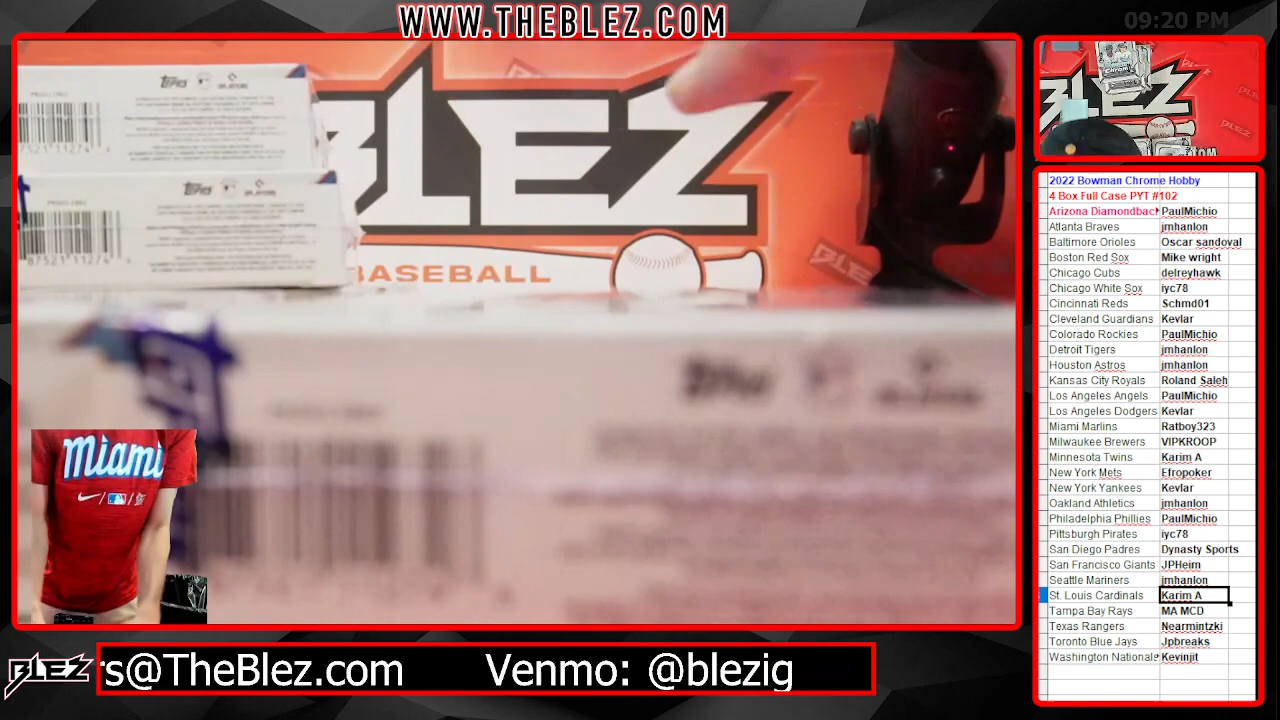 WWW.THEBLEZ.COM
09:20 PM
topps
BLEZ
topps
BASEBALL
BLEZ
BLEZ
Miami
2022 Bowman Chrome Hobby
4 Box Full Case PYT #102
Arizona Diamondback PaulMichio
Atlanta Braves jmhanlon
Baltimore Orioles Oscar sandoval
Boston Red Sox Mike wright
Chicago Cubs delreyhawk
Chicago White Sox iyc78
Cincinnati Reds Schmd01
Cleveland Guardians Kevlar
Colorado Rockies PaulMichio
Detroit Tigers jmhanlon
Houston Astros jmhanlon
Kansas City Royals Roland Saleh
Los Angeles Angels PaulMichio
Los Angeles Dodgers Kevlar
Miami Marlins Ratboy323
Milwaukee Brewers VIPKROOP
Minnesota Twins Karim A
New York Mets Efropoker
New York Yankees Kevlar
Oakland Athletics jmhanlon
Philadelphia Phillies PaulMichio
Pittsburgh Pirates iyc78
San Diego Padres Dynasty Sports
San Francisco Giants JPHeim
Seattle Mariners jmhanlon
St. Louis Cardinals Karim A
Tampa Bay Rays MA MCD
Texas Rangers Nearmintzki
Toronto Blue Jays Jpbreaks
Washington Nationals Kevinjit
BLEZ
rs@TheBlez.com Venmo: @blezig